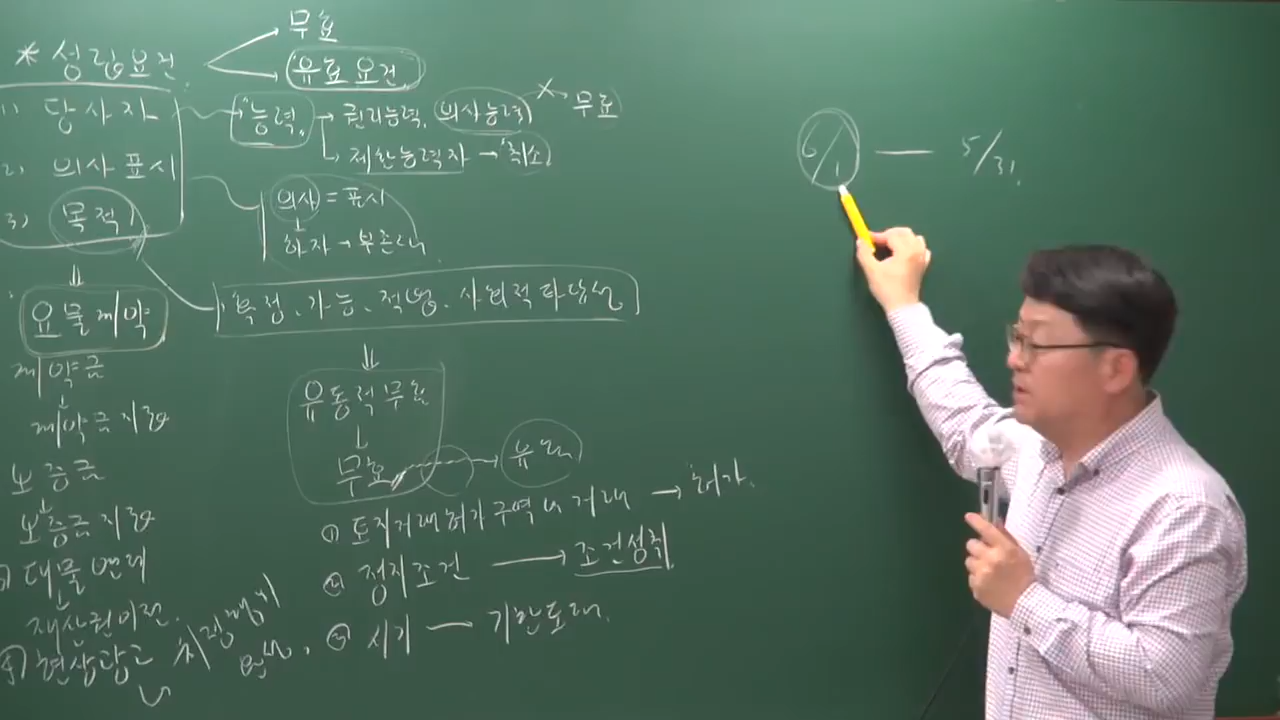 * 성립요건
무효
유효요건
1) 당사자
능력 → 권리능력, 의사능력 X→ 무효
→ 제한능력자 → 취소
2) 의사표시
의사 = 표시
↓
하자 → 부존재
3) 목적
확정, 가능, 적법, 사회적 타당성
⇓
요물계약
계약금
↓
계약금 지급
보증금
↓
보증금 지급
대물변제
↓
재산권이전
현상광고
지정행위
완성
⇓
유동적 무효
↓
무효 → 유효
① 토지거래허가구역 내 거래 → 허가
② 정지조건 → 조건성취
③ 시기 — 기한도래
6/1 — 5/31.